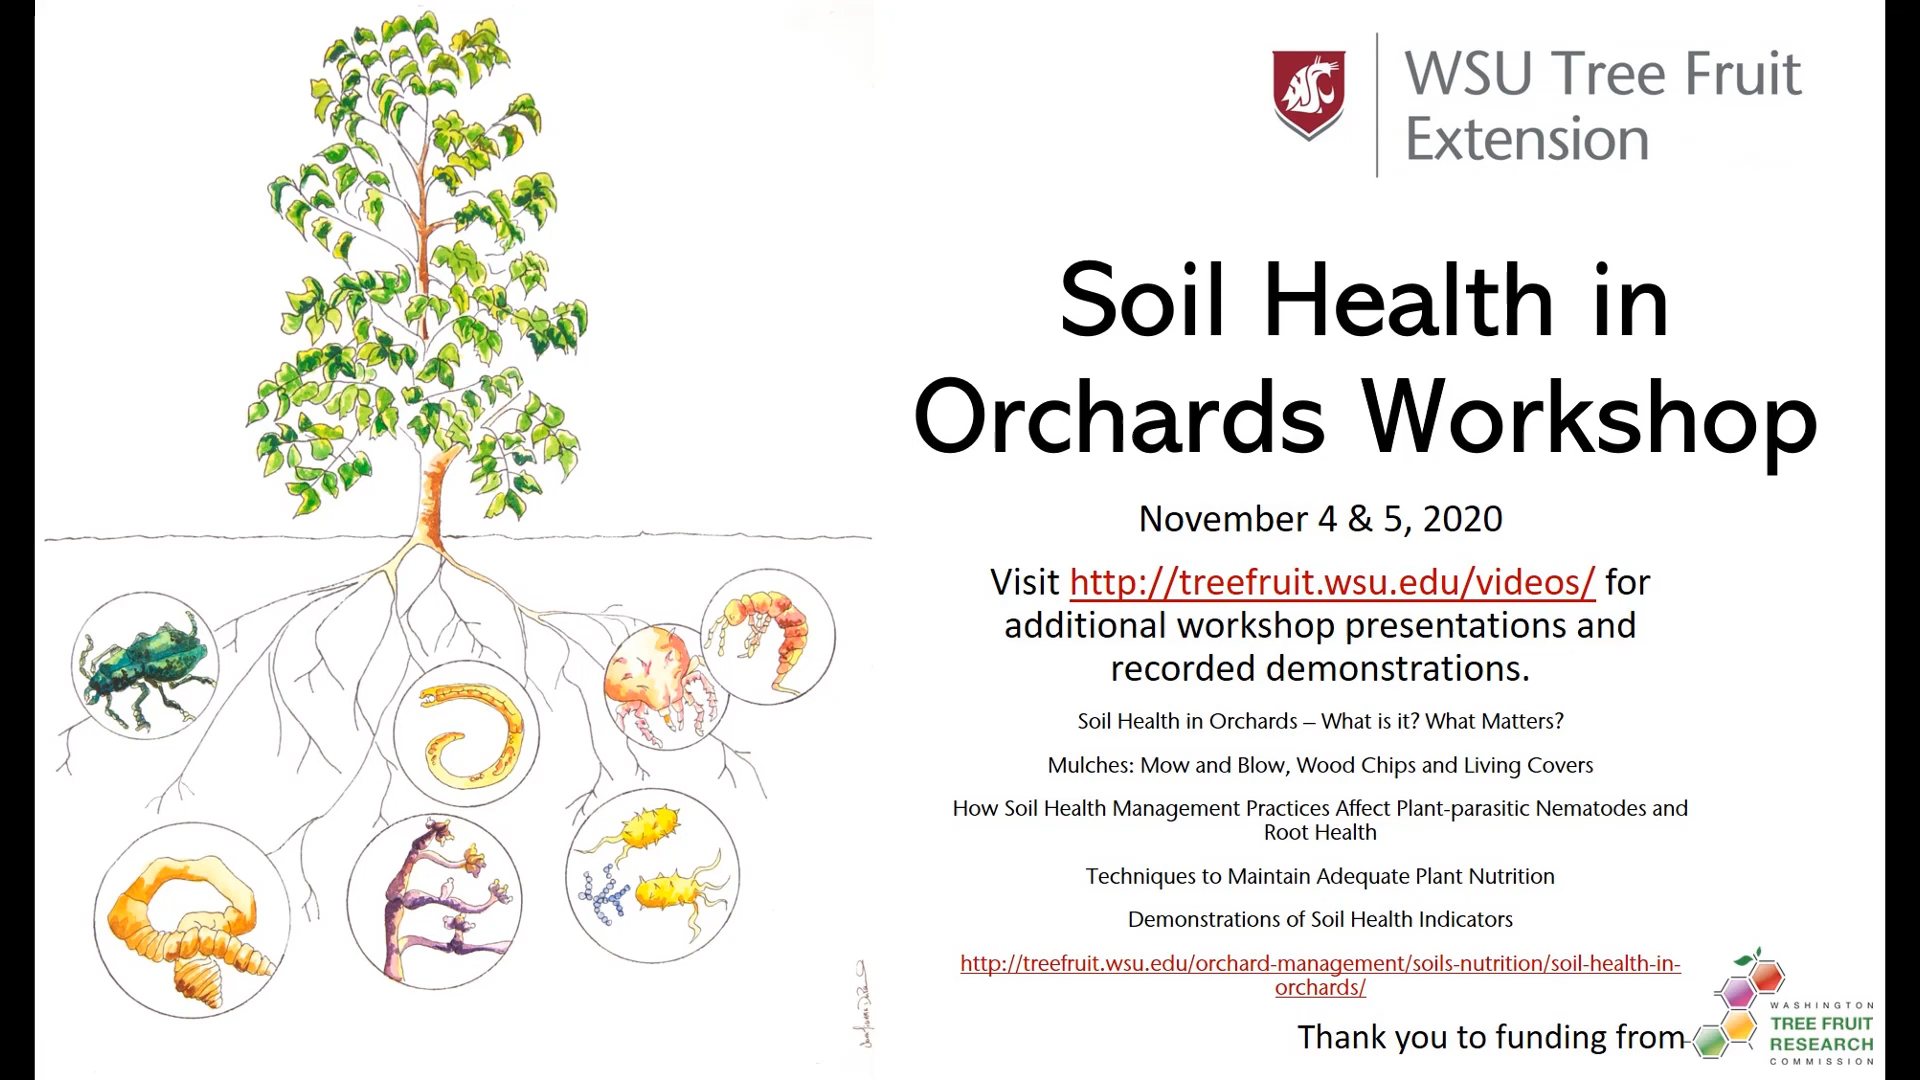 WSU Tree Fruit
Extension
Soil Health in
Orchards Workshop
November 4 & 5, 2020
Visit http://treefruit.wsu.edu/videos/ for
additional workshop presentations and
recorded demonstrations.
Soil Health in Orchards – What is it? What Matters?
Mulches: Mow and Blow, Wood Chips and Living Covers
How Soil Health Management Practices Affect Plant-parasitic Nematodes and
Root Health
Techniques to Maintain Adequate Plant Nutrition
Demonstrations of Soil Health Indicators
http://treefruit.wsu.edu/orchard-management/soils-nutrition/soil-health-in-
orchards/
Thank you to funding from
WASHINGTON
TREE FRUIT
RESEARCH
COMMISSION